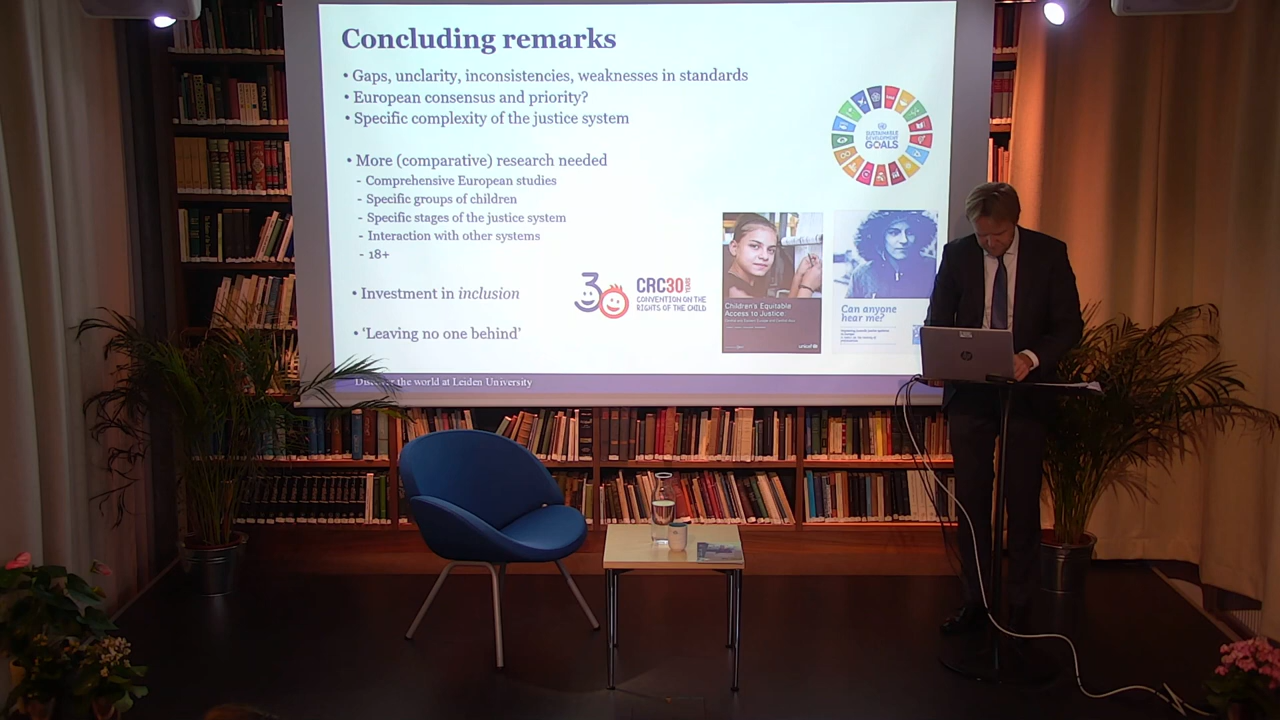 Concluding remarks
• Gaps, unclarity, inconsistencies, weaknesses in standards
• European consensus and priority?
• Specific complexity of the justice system
• More (comparative) research needed
- Comprehensive European studies
- Specific groups of children
- Specific stages of the justice system
- Interaction with other systems
- 18+
• Investment in inclusion
• ‘Leaving no one behind’
SUSTAINABLE
DEVELOPMENT
GOALS
30
CRC30 YEARS
CONVENTION ON THE
RIGHTS OF THE CHILD
Children's Equitable
Access to Justice
unicef
Can anyone
hear me?
Discover the world at Leiden University
hp